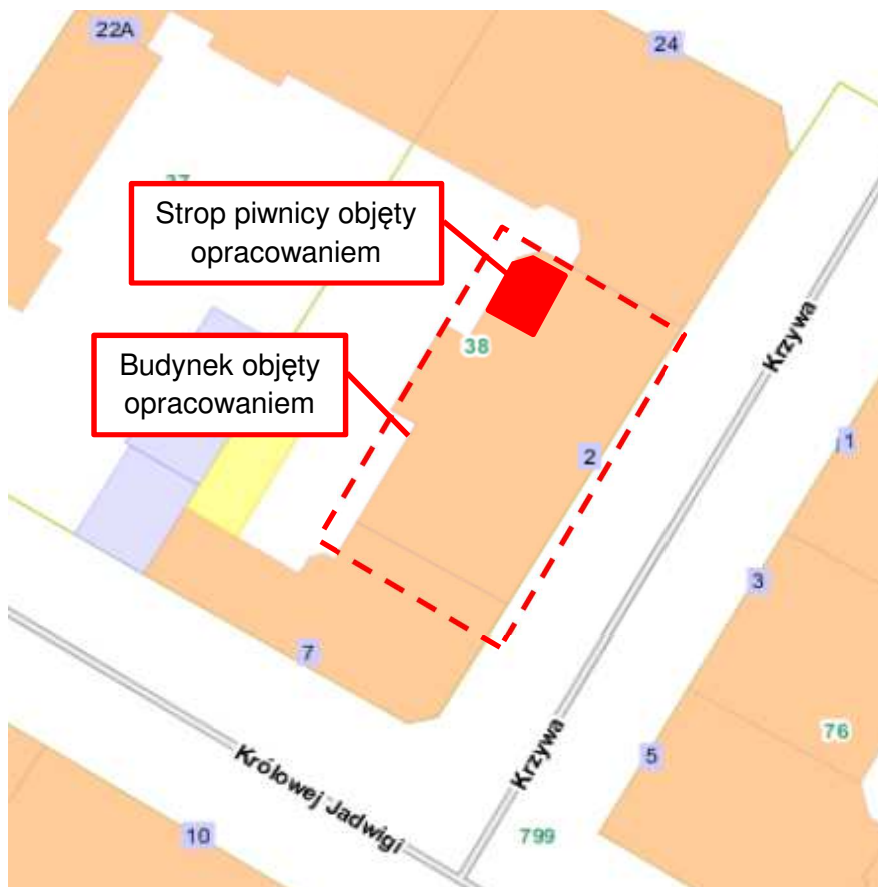 22A
24
37
Strop piwnicy objęty
opracowaniem
38
Krzywa
Budynek objęty
opracowaniem
1
2
3
7
Krzywa
76
5
Królowej Jadwigi
10
799